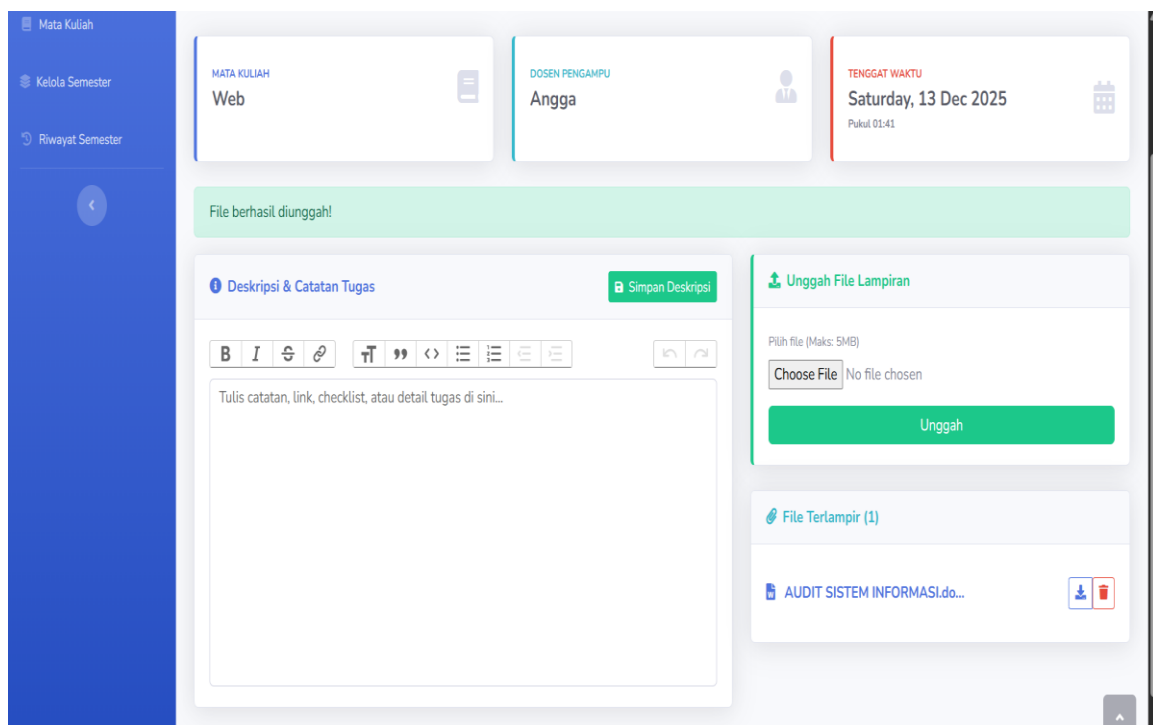 Mata Kuliah
Kelola Semester
Riwayat Semester
MATA KULIAH
Web
DOSEN PENGAMPU
Angga
TENGGAT WAKTU
Saturday, 13 Dec 2025
Pukul 01:41
File berhasil diunggah!
Deskripsi & Catatan Tugas
Simpan Deskripsi
Tulis catatan, link, checklist, atau detail tugas di sini...
Unggah File Lampiran
Pilih file (Maks: 5MB)
Choose File No file chosen
Unggah
File Terlampir (1)
AUDIT SISTEM INFORMASI.do...